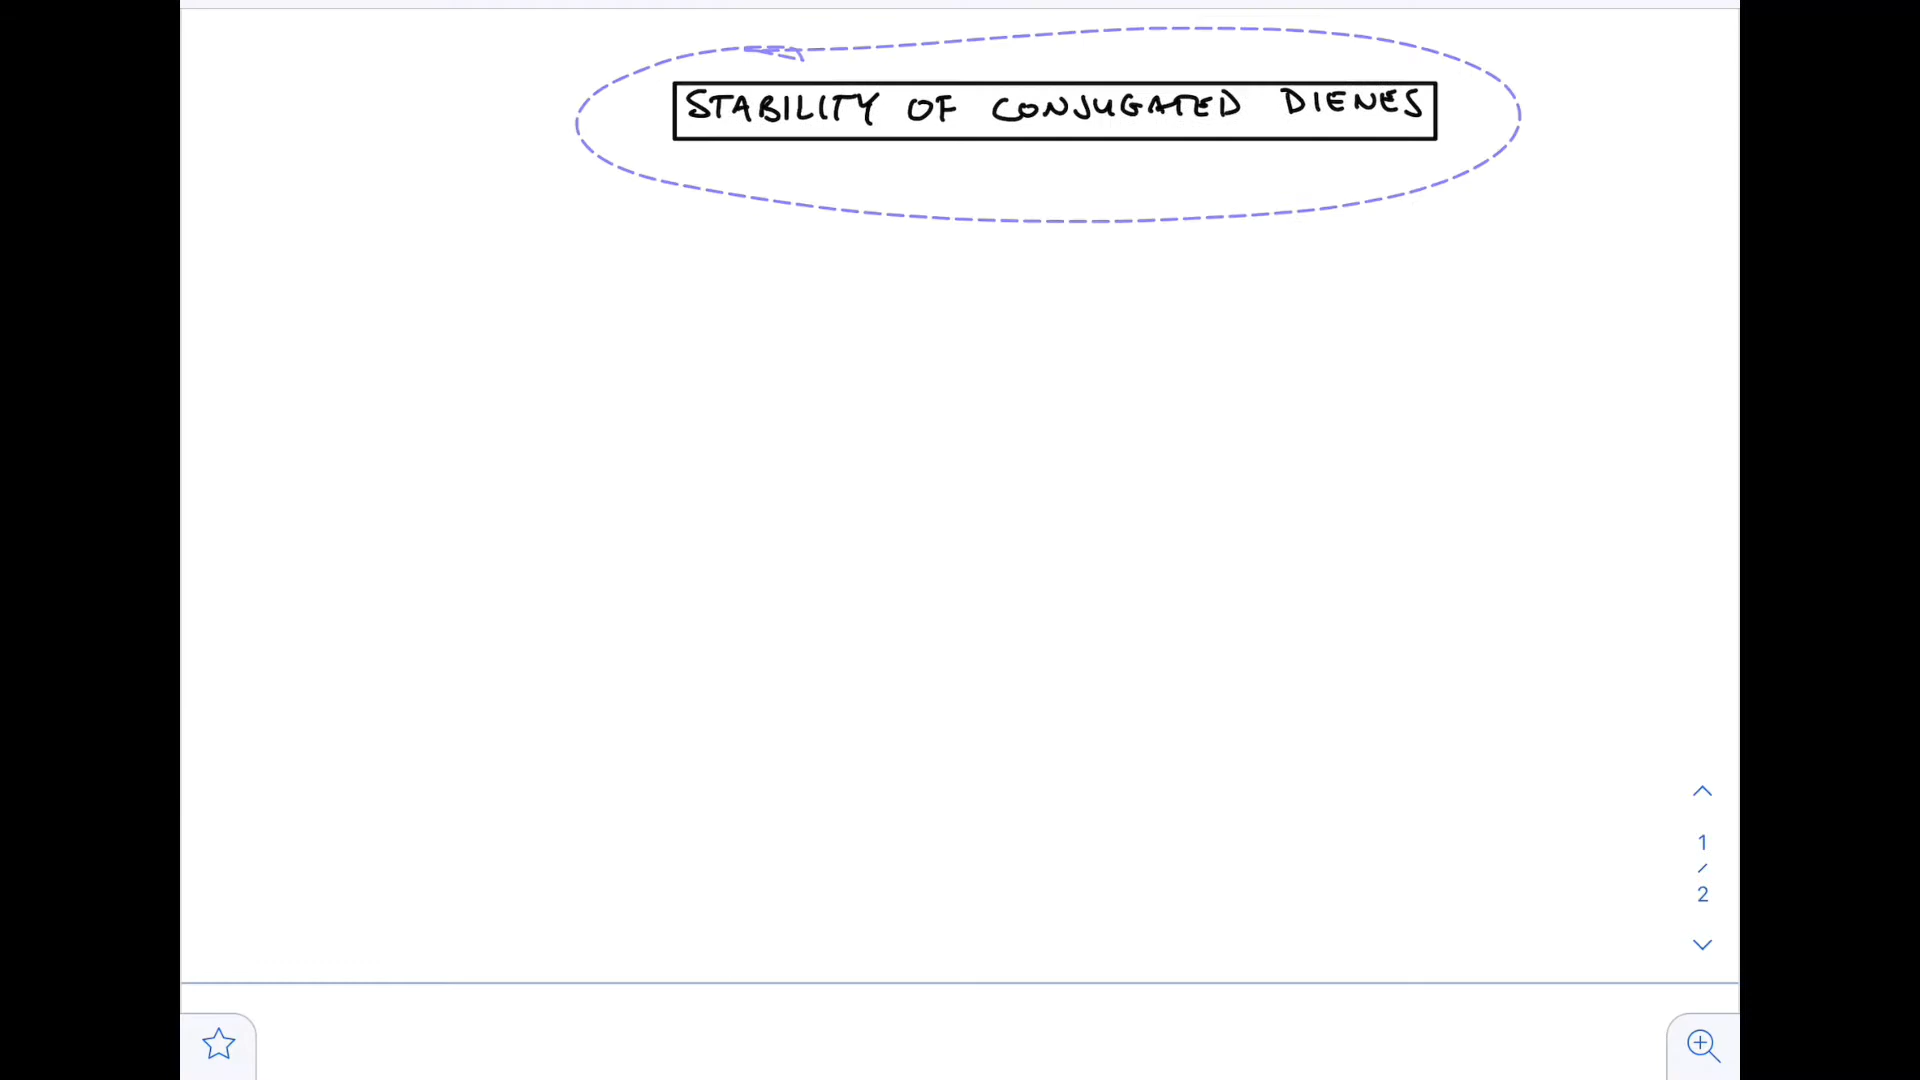 STABILITY OF CONJUGATED DIENES
1
/
2